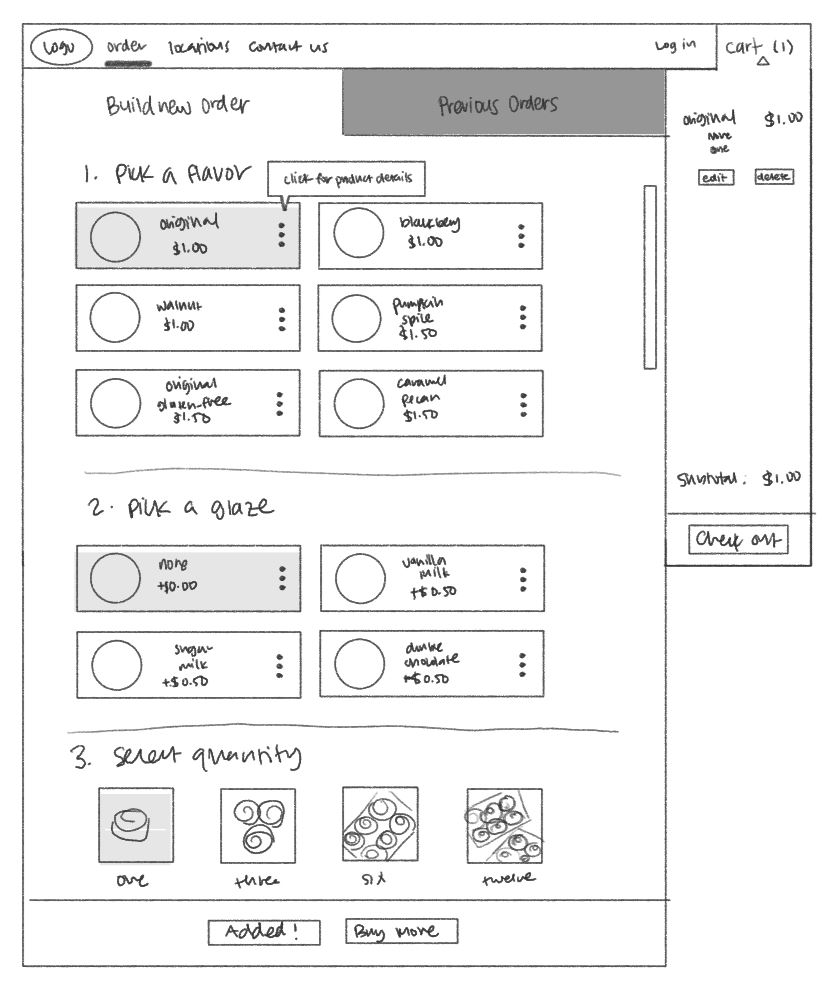 Logo order locations contact us Log in cart (1)
Build new order Previous Orders
original $1.00
none
one
edit delete
1. Pick a flavor
click for product details
original
$1.00
blackberry
$1.00
walnut
$1.00
pumpkin
spice
$1.50
original
gluten-free
$1.50
caramel
pecan
$1.50
Subtotal: $1.00
Check out
2. pick a glaze
none
+$0.00
vanilla
milk
+$0.50
sugar
milk
+$0.50
chocolate
+$0.50
3. select quantity
one three six twelve
Added! Buy More